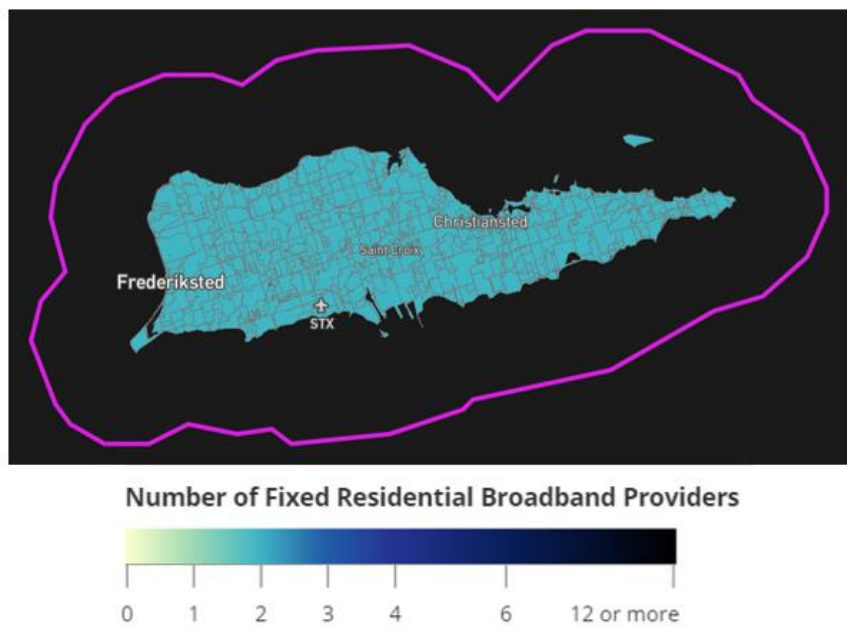 Christiansted
Saint Croix
Frederiksted
STX
Number of Fixed Residential Broadband Providers
0 1 2 3 4 6 12 or more